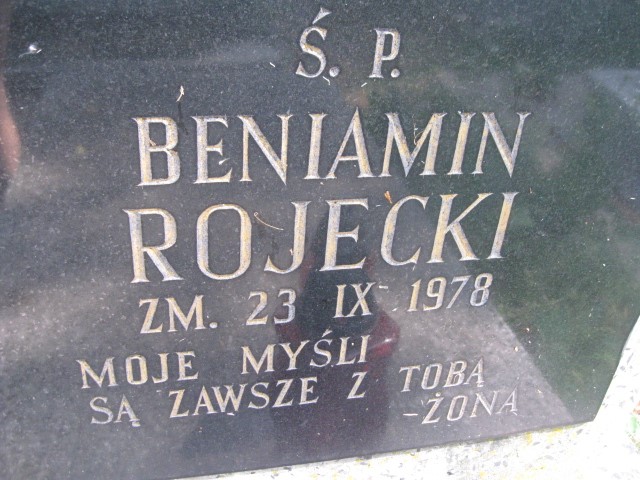 Ś. P.
BENIAMIN
ROJECKI
ZM. 23 IX 1978
MOJE MYŚLI
SĄ ZAWSZE Z TOBĄ
-ŻONA